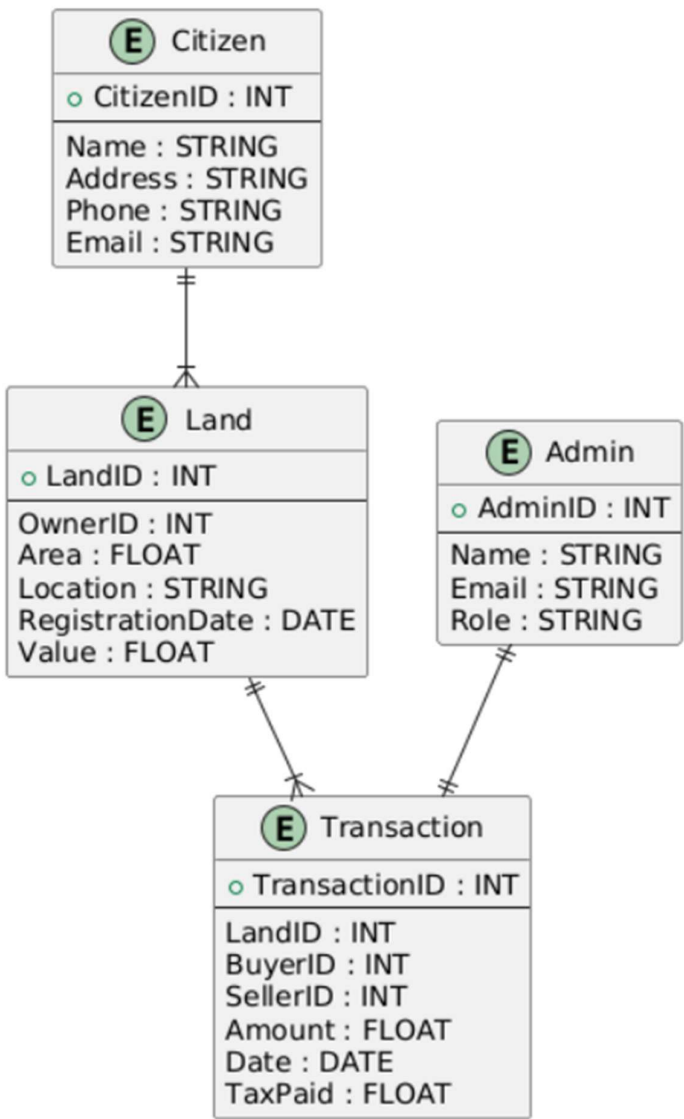 E Citizen
CitizenID : INT
Name : STRING
Address : STRING
Phone : STRING
Email : STRING
E Land
LandID : INT
OwnerID : INT
Area : FLOAT
Location : STRING
RegistrationDate : DATE
Value : FLOAT
E Admin
AdminID : INT
Name : STRING
Email : STRING
Role : STRING
E Transaction
TransactionID : INT
LandID : INT
BuyerID : INT
SellerID : INT
Amount : FLOAT
Date : DATE
TaxPaid : FLOAT